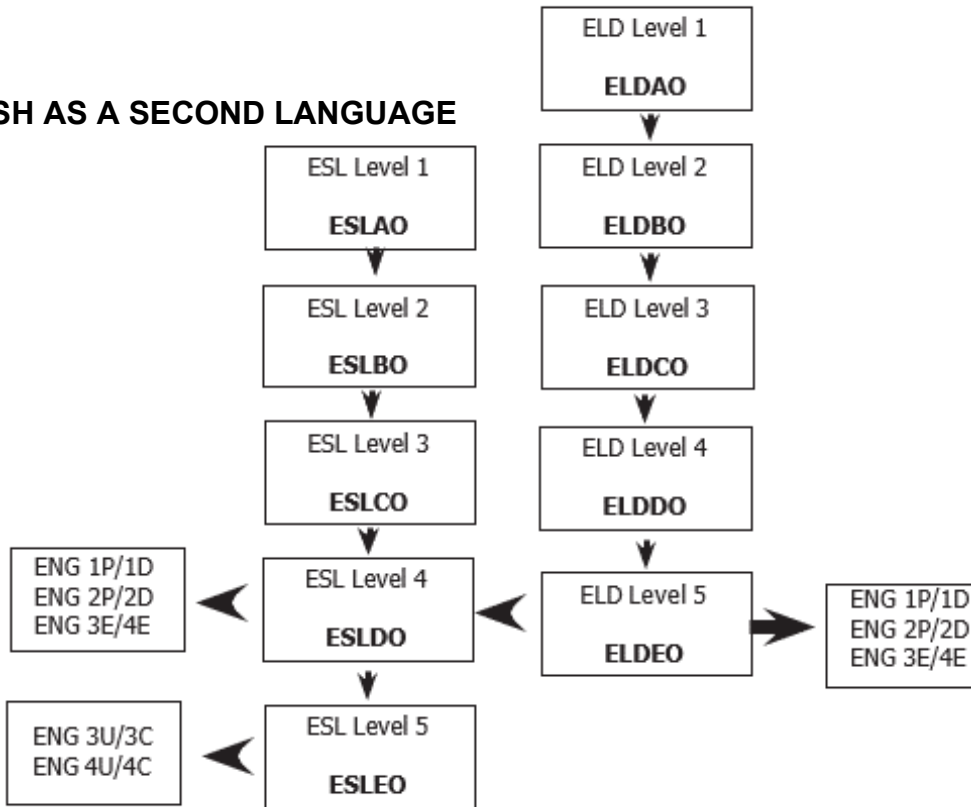 SH AS A SECOND LANGUAGE
ESL Level 1
ESLAO
ESL Level 2
ESLBO
ESL Level 3
ESLCO
ESL Level 4
ESLDO
ESL Level 5
ESLEO
ENG 1P/1D
ENG 2P/2D
ENG 3E/4E
ENG 3U/3C
ENG 4U/4C
ELD Level 1
ELDAO
ELD Level 2
ELDBO
ELD Level 3
ELDCO
ELD Level 4
ELDDO
ELD Level 5
ELDEO
ENG 1P/1D
ENG 2P/2D
ENG 3E/4E